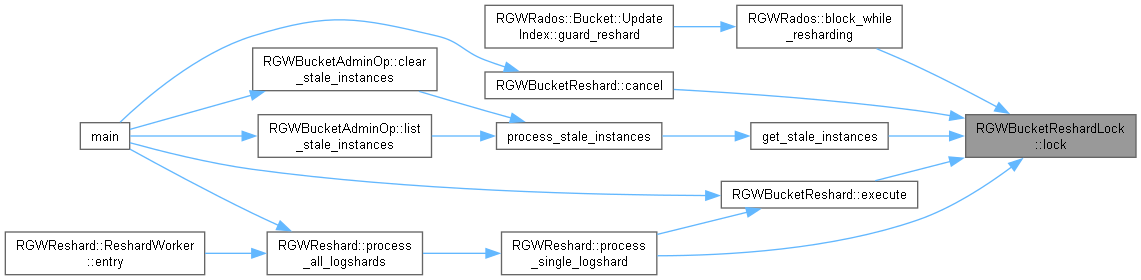 RGWRados::Bucket::Update
Index::guard_reshard
RGWRados::block_while
_resharding
RGWBucketAdminOp::clear
_stale_instances
RGWBucketReshard::cancel
main
RGWBucketAdminOp::list
_stale_instances
process_stale_instances
get_stale_instances
RGWBucketReshardLock
::lock
RGWBucketReshard::execute
RGWReshard::ReshardWorker
::entry
RGWReshard::process
_all_logshards
RGWReshard::process
_single_logshard